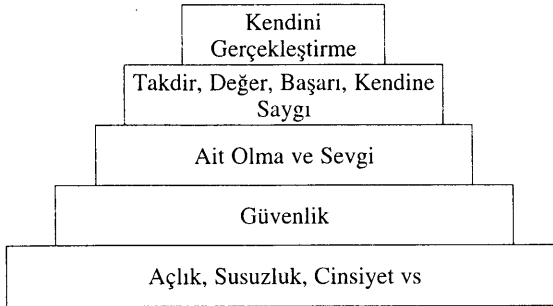 Kendini
Gerçekleştirme
Takdir, Değer, Başarı, Kendine
Saygı
Ait Olma ve Sevgi
Güvenlik
Açlık, Susuzluk, Cinsiyet vs